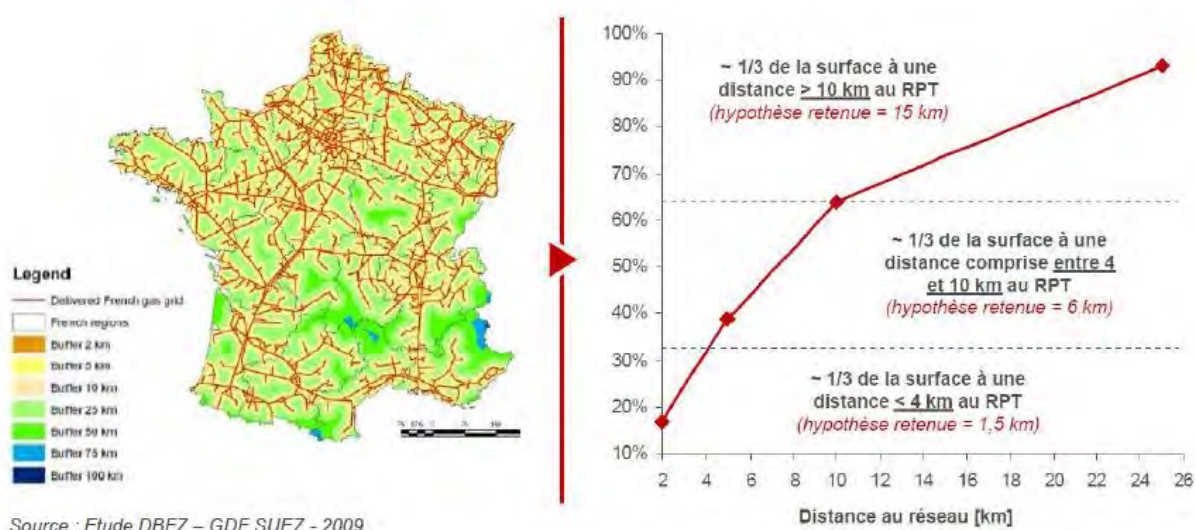 Legend
Delivered French gas grid
French regions
Buffer 2 km
Buffer 5 km
Buffer 10 km
Buffer 25 km
Buffer 50 km
Buffer 75 km
Buffer 100 km
Source : Etude DBEZ – GDF SUEZ - 2009
100%
90%
80%
70%
60%
50%
40%
30%
20%
10%
~ 1/3 de la surface à une
distance > 10 km au RPT
(hypothèse retenue = 15 km)
~ 1/3 de la surface à une
distance comprise entre 4
et 10 km au RPT
(hypothèse retenue = 6 km)
~ 1/3 de la surface à une
distance < 4 km au RPT
(hypothèse retenue = 1,5 km)
2 4 6 8 10 12 14 16 18 20 22 24 26
Distance au réseau [km]